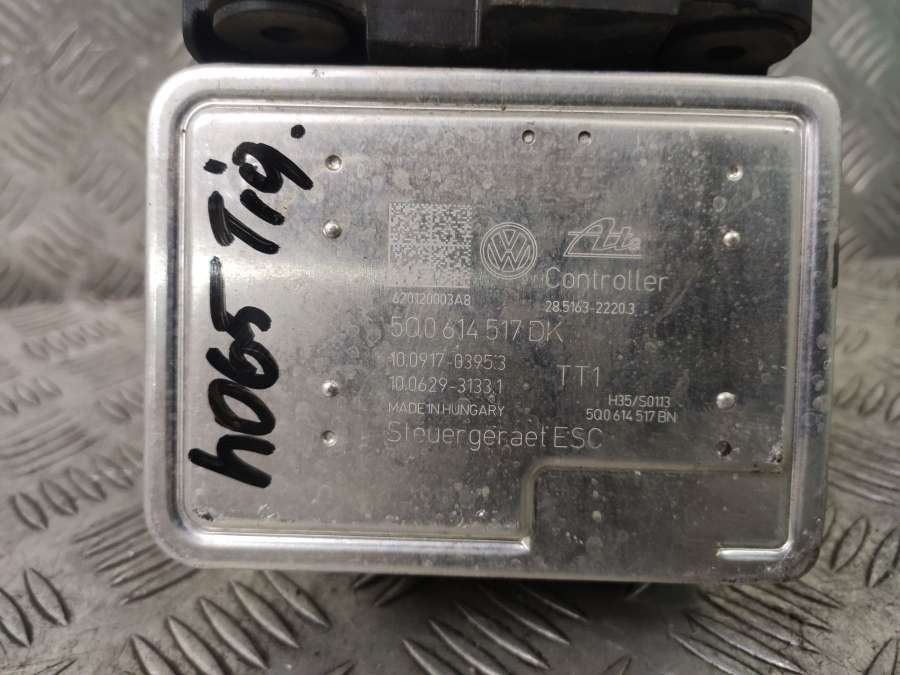 h065-Tig.
VW
Ate
Controller
620120003A8
28.5163-2220.3
5Q0 614 517 DK
10.0917-0395.3
10.0629-3133.1
TT1
H35/S0113
MADE IN HUNGARY
5Q0 614 517 BN
Steuergeraet ESC